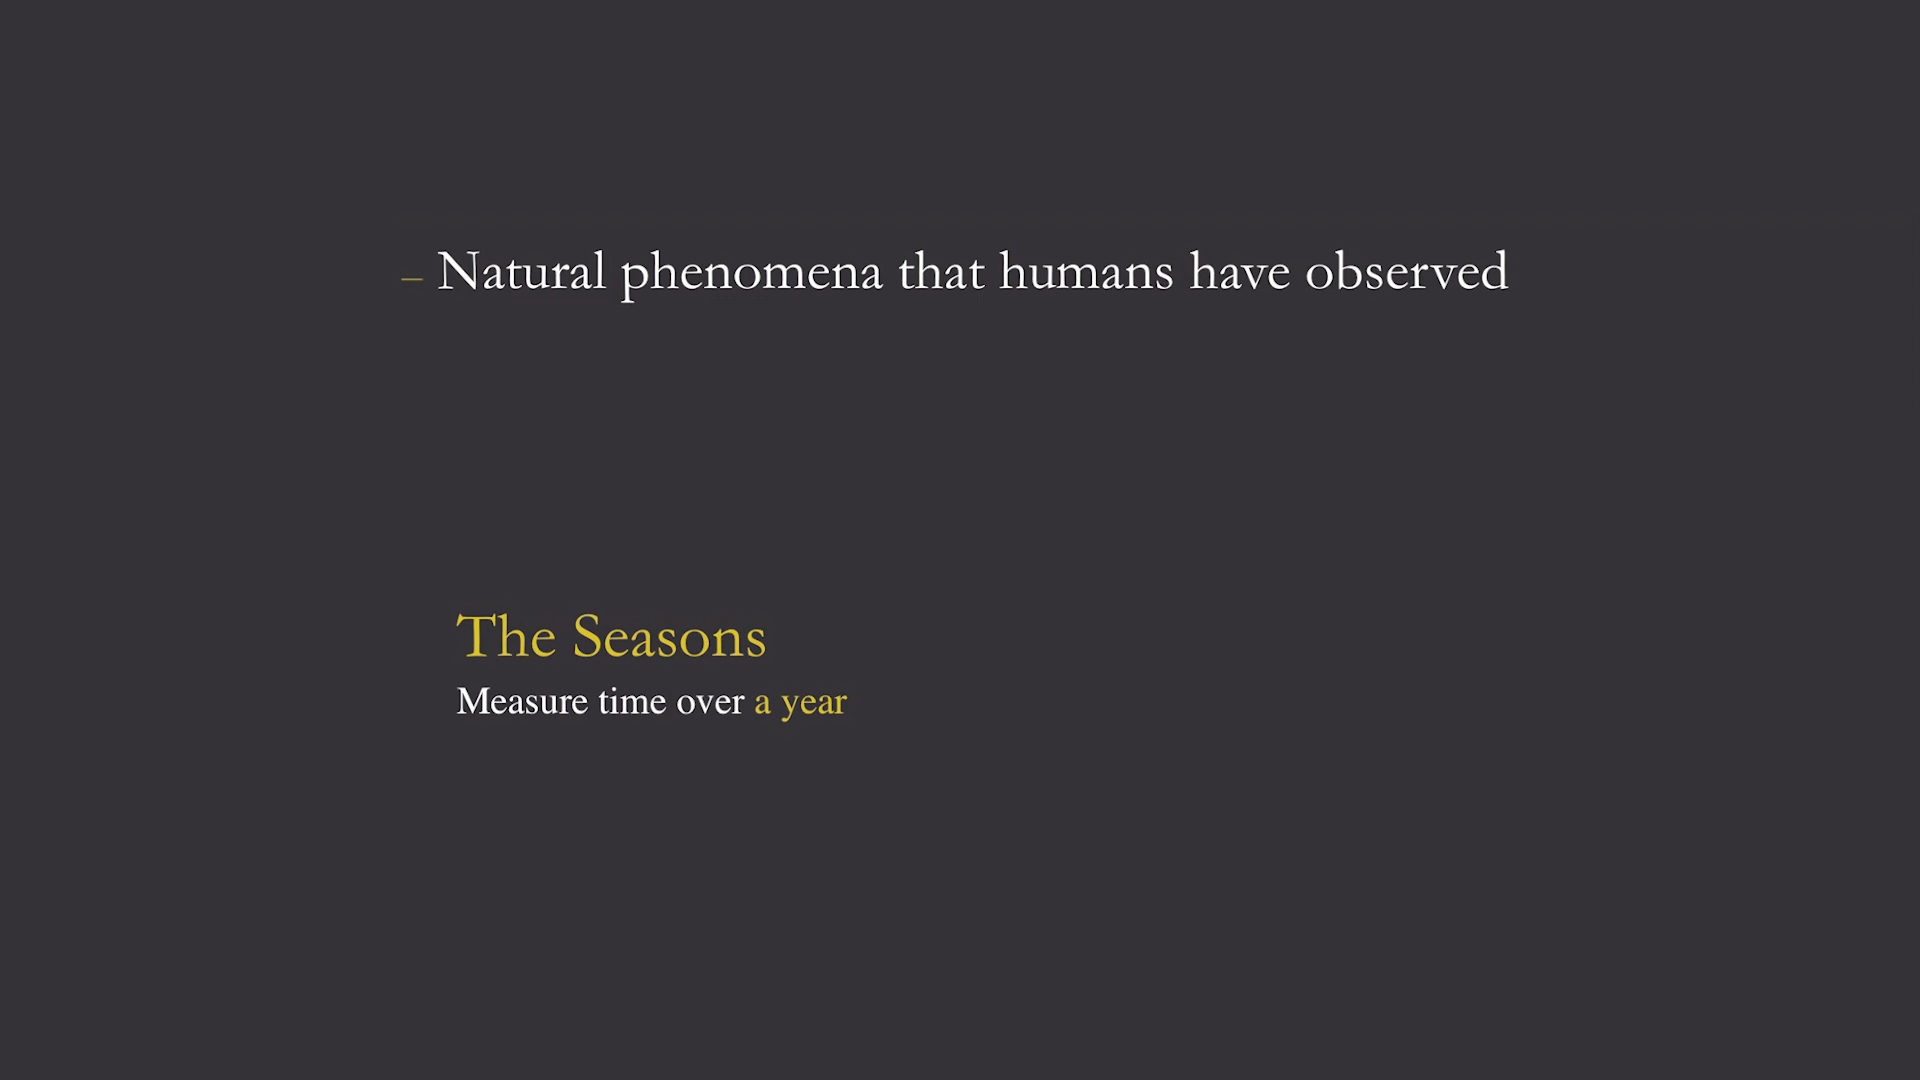 – Natural phenomena that humans have observed
The Seasons
Measure time over a year